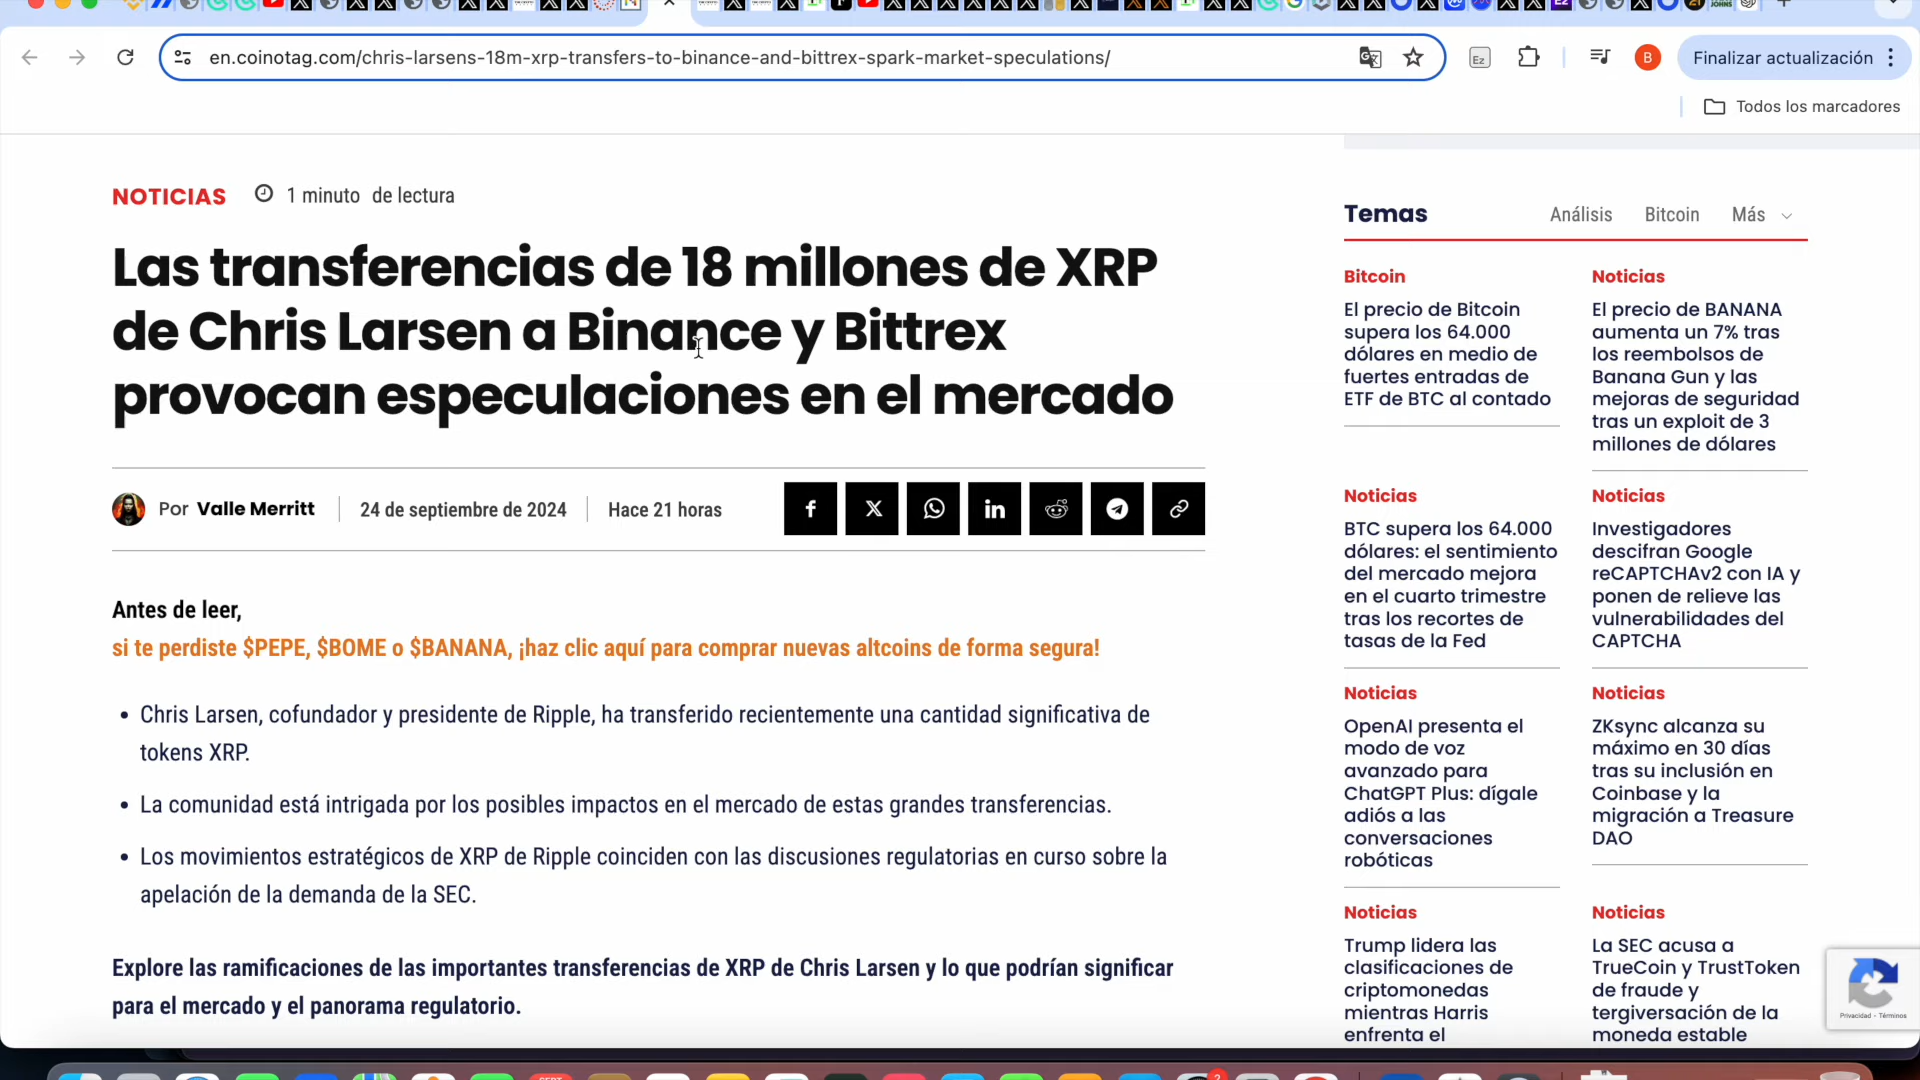 en.coinotag.com/chris-larsens-18m-xrp-transfers-to-binance-and-bittrex-spark-market-speculations/
Ez
B
Finalizar actualización
Todos los marcadores
NOTICIAS
1 minuto de lectura
Las transferencias de 18 millones de XRP
de Chris Larsen a Binance y Bittrex
provocan especulaciones en el mercado
Por Valle Merritt
24 de septiembre de 2024
Hace 21 horas
Antes de leer,
si te perdiste $PEPE, $BOME o $BANANA, ¡haz clic aquí para comprar nuevas altcoins de forma segura!
• Chris Larsen, cofundador y presidente de Ripple, ha transferido recientemente una cantidad significativa de
tokens XRP.
• La comunidad está intrigada por los posibles impactos en el mercado de estas grandes transferencias.
• Los movimientos estratégicos de XRP de Ripple coinciden con las discusiones regulatorias en curso sobre la
apelación de la demanda de la SEC.
Explore las ramificaciones de las importantes transferencias de XRP de Chris Larsen y lo que podrían significar
para el mercado y el panorama regulatorio.
Temas
Análisis
Bitcoin
Más
Bitcoin
El precio de Bitcoin
supera los 64.000
dólares en medio de
fuertes entradas de
ETF de BTC al contado
Noticias
El precio de BANANA
aumenta un 7% tras
los reembolsos de
Banana Gun y las
mejoras de seguridad
tras un exploit de 3
millones de dólares
Noticias
BTC supera los 64.000
dólares: el sentimiento
del mercado mejora
en el cuarto trimestre
tras los recortes de
tasas de la Fed
Noticias
Investigadores
descifran Google
reCAPTCHAv2 con IA y
ponen de relieve las
vulnerabilidades del
CAPTCHA
Noticias
OpenAI presenta el
modo de voz
avanzado para
ChatGPT Plus: dígale
adiós a las
conversaciones
robóticas
Noticias
ZKsync alcanza su
máximo en 30 días
tras su inclusión en
Coinbase y la
migración a Treasure
DAO
Noticias
Trump lidera las
clasificaciones de
criptomonedas
mientras Harris
enfrenta el
Noticias
La SEC acusa a
TrueCoin y TrustToken
de fraude y
tergiversación de la
moneda estable
Privacidad - Términos